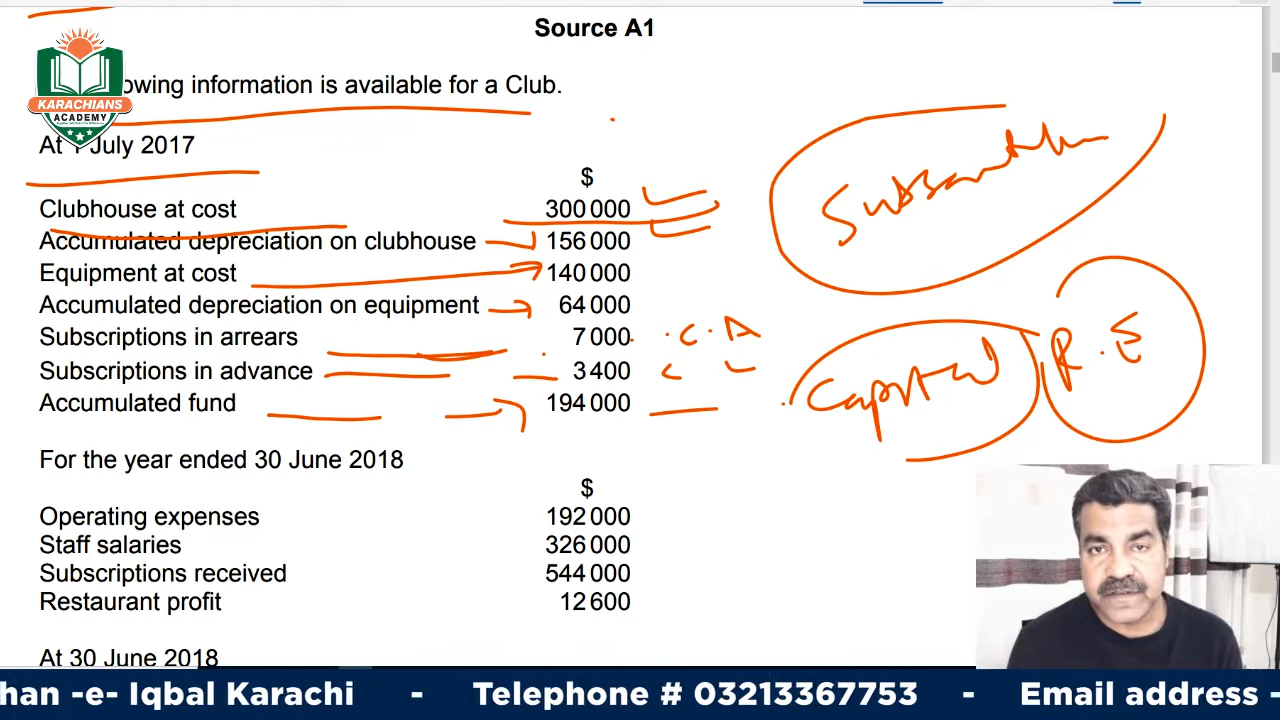 Source A1
owing information is available for a Club.
KARACHIANS
ACADEMY
At 1 July 2017
$
Clubhouse at cost 300 000
Accumulated depreciation on clubhouse 156 000
Equipment at cost 140 000
Accumulated depreciation on equipment 64 000
Subscriptions in arrears 7 000 . C . A
Subscriptions in advance 3 400 C L
Accumulated fund 194 000
Capital
R.E
For the year ended 30 June 2018
$
Operating expenses 192 000
Staff salaries 326 000
Subscriptions received 544 000
Restaurant profit 12 600
At 30 June 2018
han -e- Iqbal Karachi - Telephone # 03213367753 - Email address -